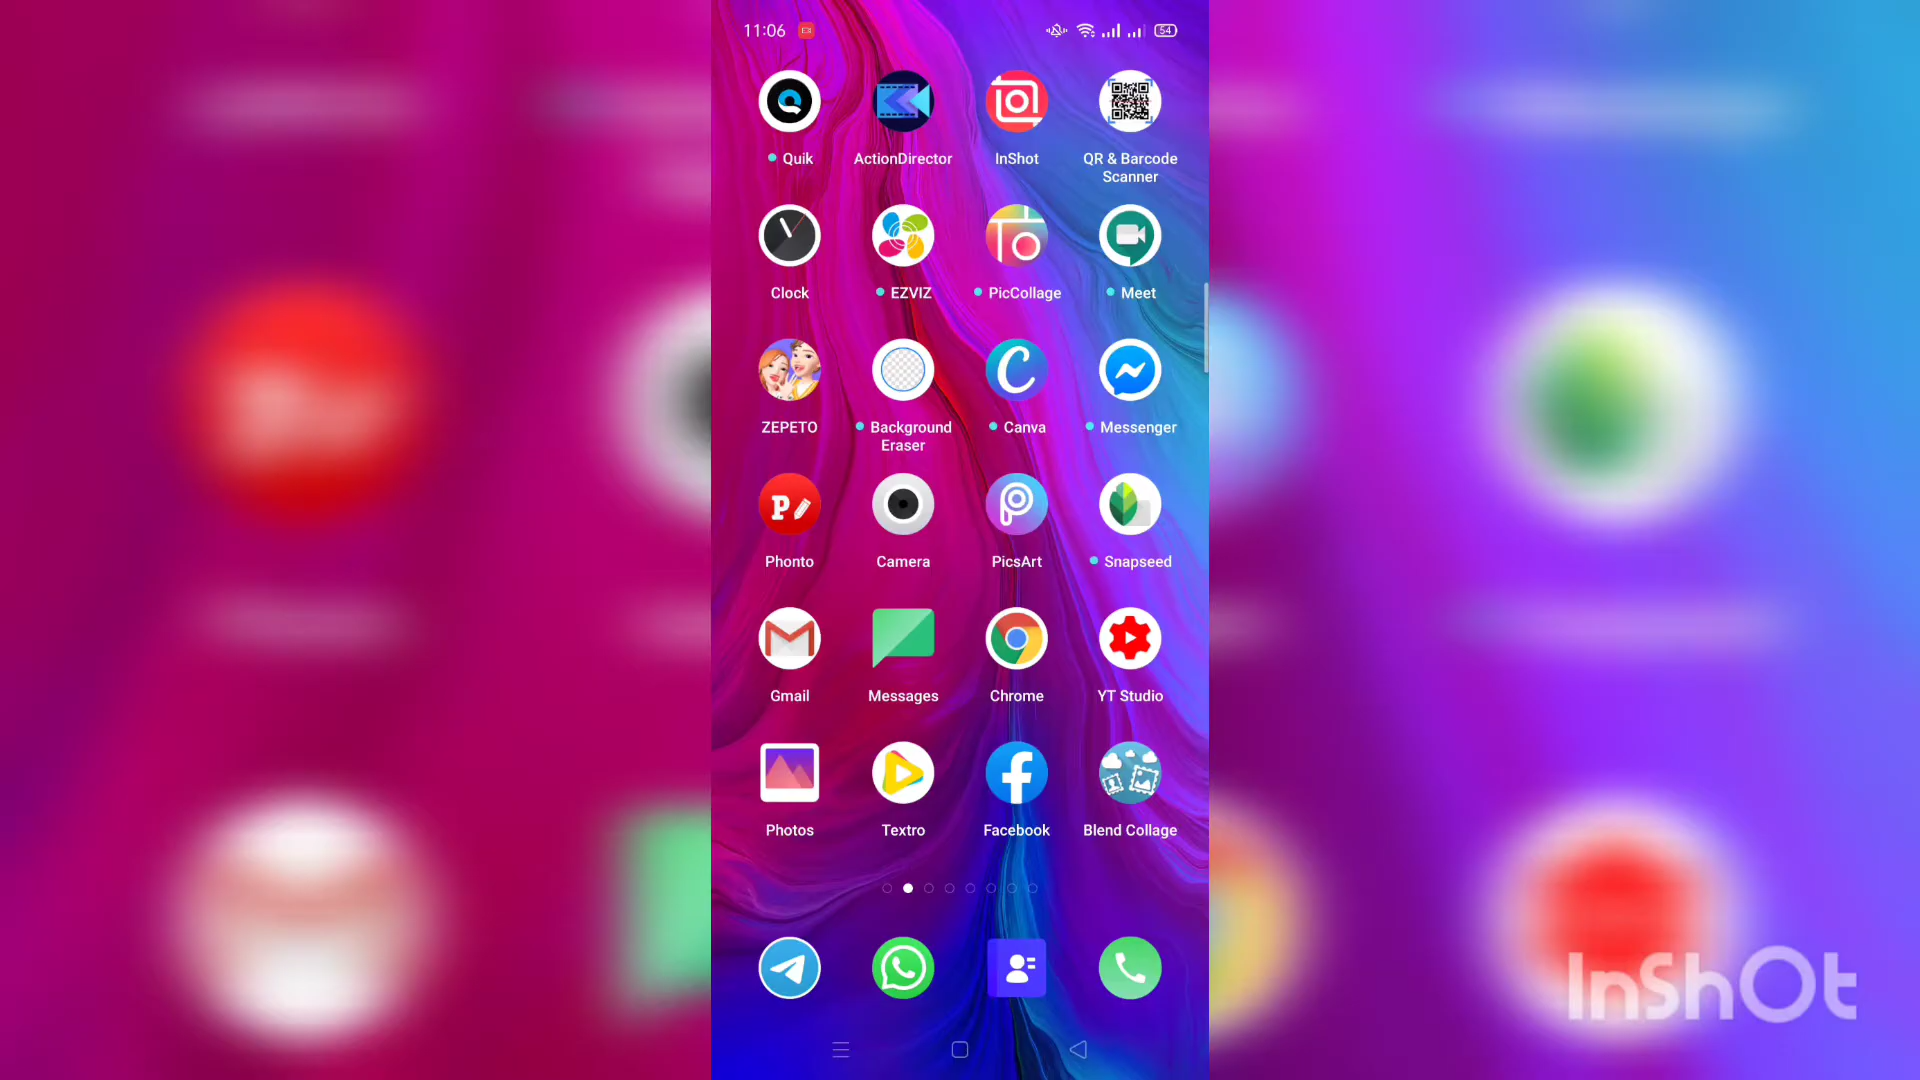 11:06
54
Quik
ActionDirector
InShot
QR & Barcode
Scanner
Clock
EZVIZ
PicCollage
Meet
ZEPETO
Background
Eraser
Canva
Messenger
Phonto
Camera
PicsArt
Snapseed
Gmail
Messages
Chrome
YT Studio
Photos
Textro
Facebook
Blend Collage
InShOt